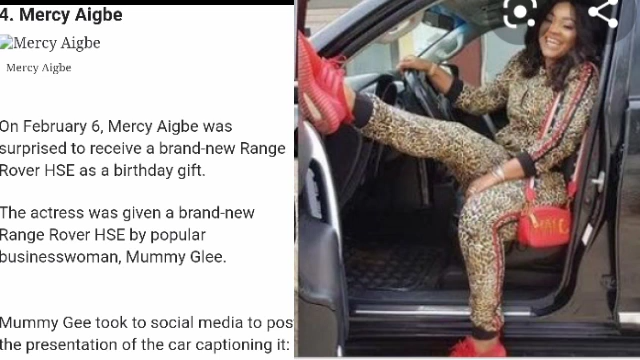 4. Mercy Aigbe
Mercy Aigbe
Mercy Aigbe
On February 6, Mercy Aigbe was
surprised to receive a brand-new Range
Rover HSE as a birthday gift.
The actress was given a brand-new
Range Rover HSE by popular
businesswoman, Mummy Glee.
Mummy Gee took to social media to pos
the presentation of the car captioning it: